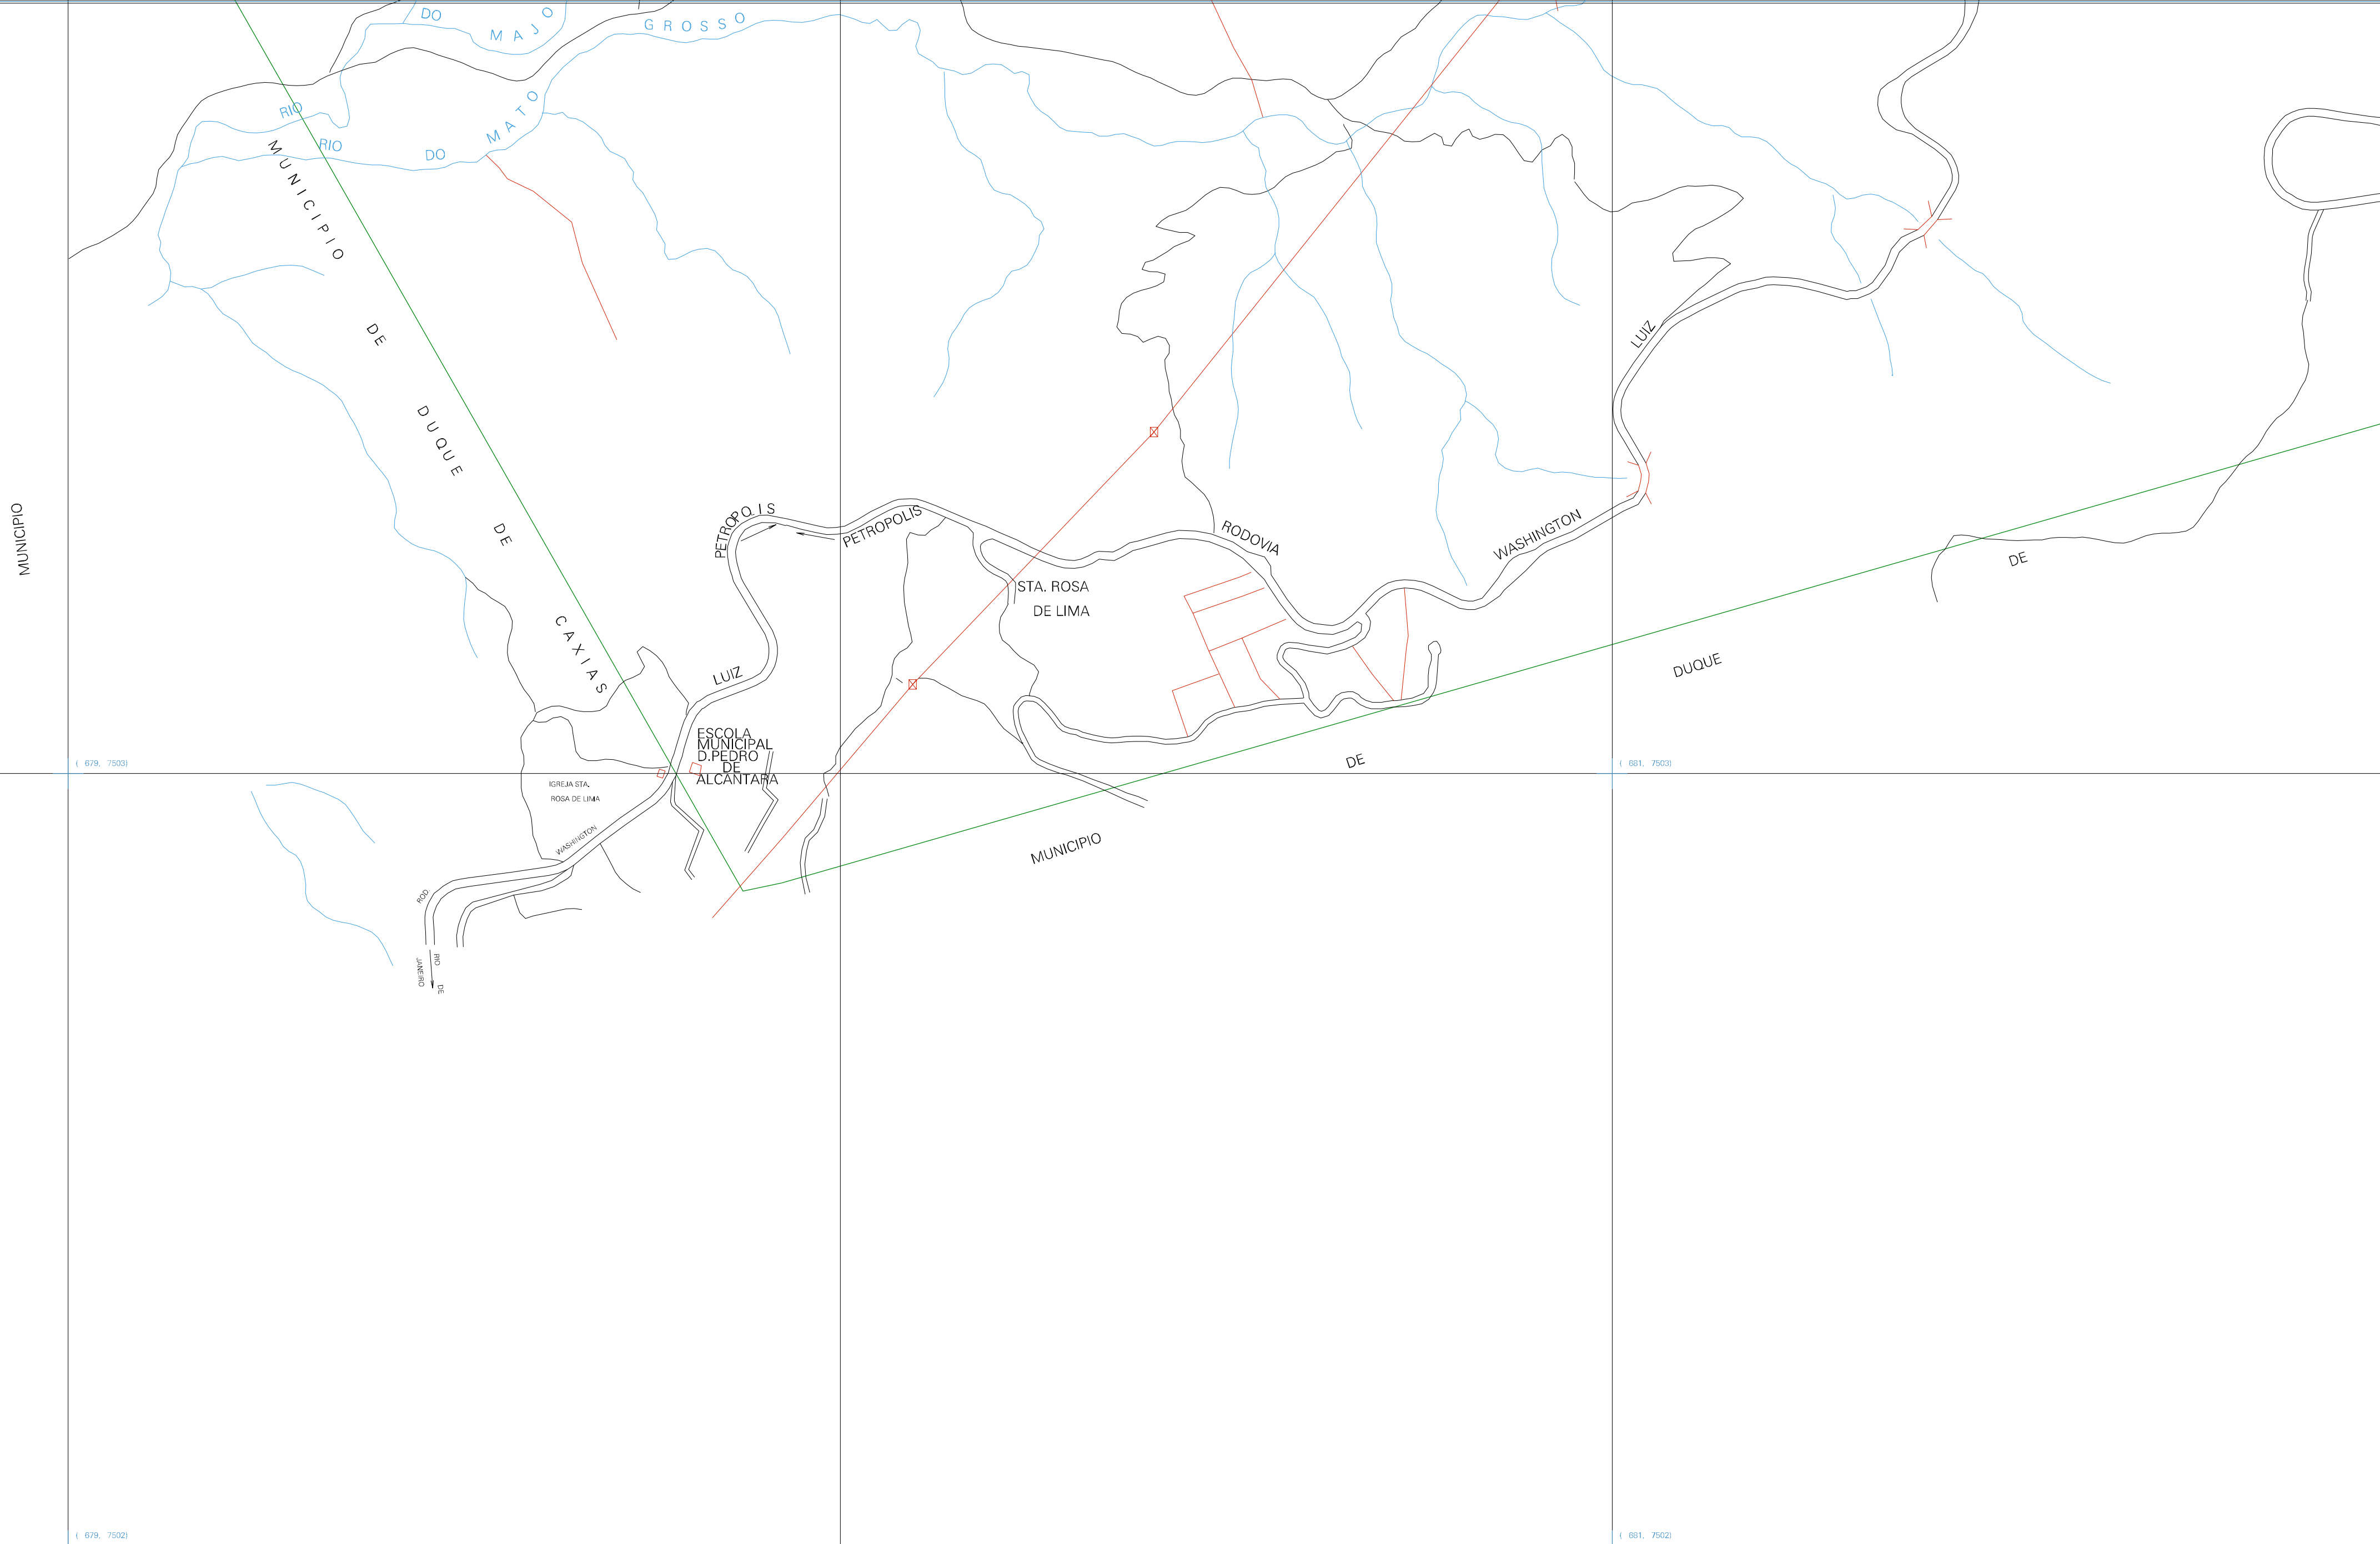 DO
MAJO
GROSSO
RIO
RIO
DO
MATO
MUNICIPIO
DE
DUQUE
DE
CAXIAS
MUNICIPIO
LUIZ
PETROPOLIS
PETROPOLIS
RODOVIA
WASHINGTON
STA. ROSA
DE LIMA
LUIZ
DE
DUQUE
DE
MUNICIPIO
ESCOLA
MUNICIPAL
D.PEDRO
DE
ALCANTARA
( 679, 7503)
( 681, 7503)
IGREJA STA.
ROSA DE LIMA
WASHINGTON
ROD.
RIO DE
JANEIRO
( 679, 7502)
( 681, 7502)